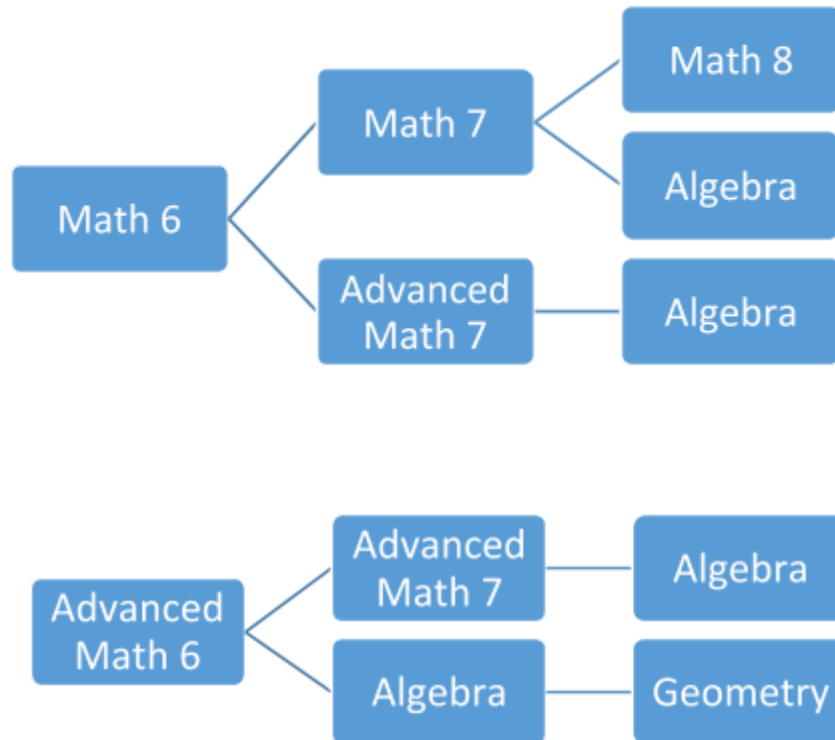 Math 6
Math 7
Math 8
Algebra
Advanced
Math 7
Algebra
Advanced
Math 6
Advanced
Math 7
Algebra
Algebra
Geometry